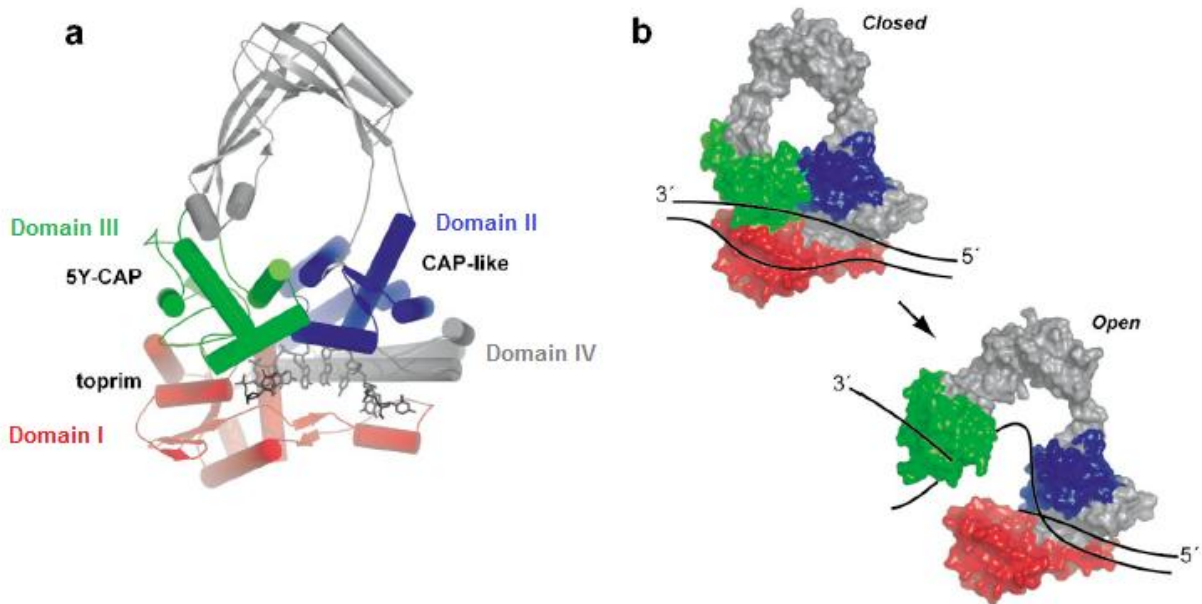 a
Domain III
5Y-CAP
Domain II
CAP-like
toprim
Domain IV
Domain I
b
Closed
3´
5´
Open
3´
5´